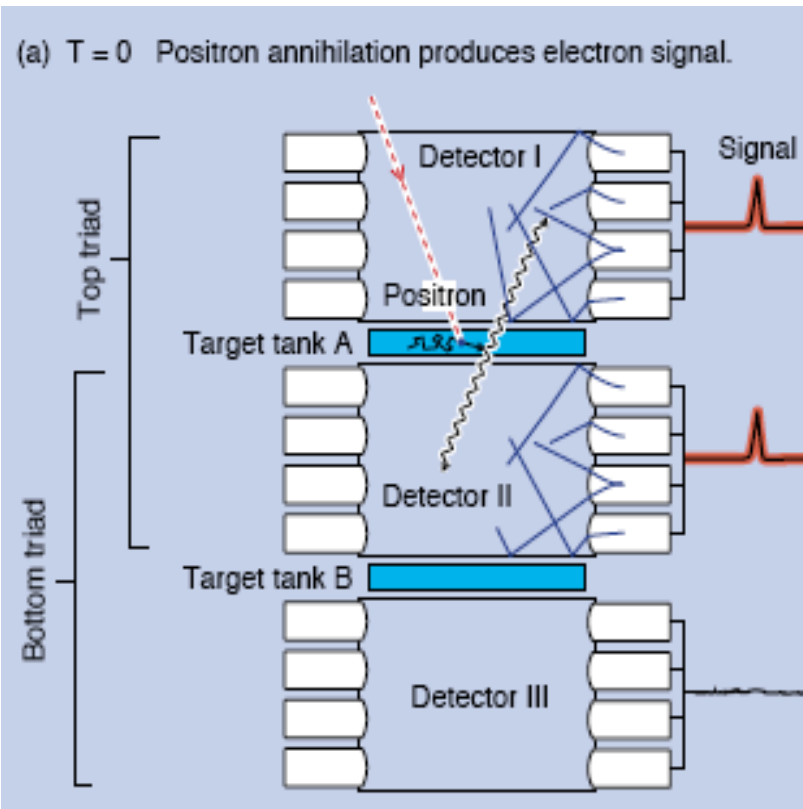 (a) T = 0 Positron annihilation produces electron signal.
Detector I
Signal
Top triad
Positron
Target tank A
Detector II
Bottom triad
Target tank B
Detector III